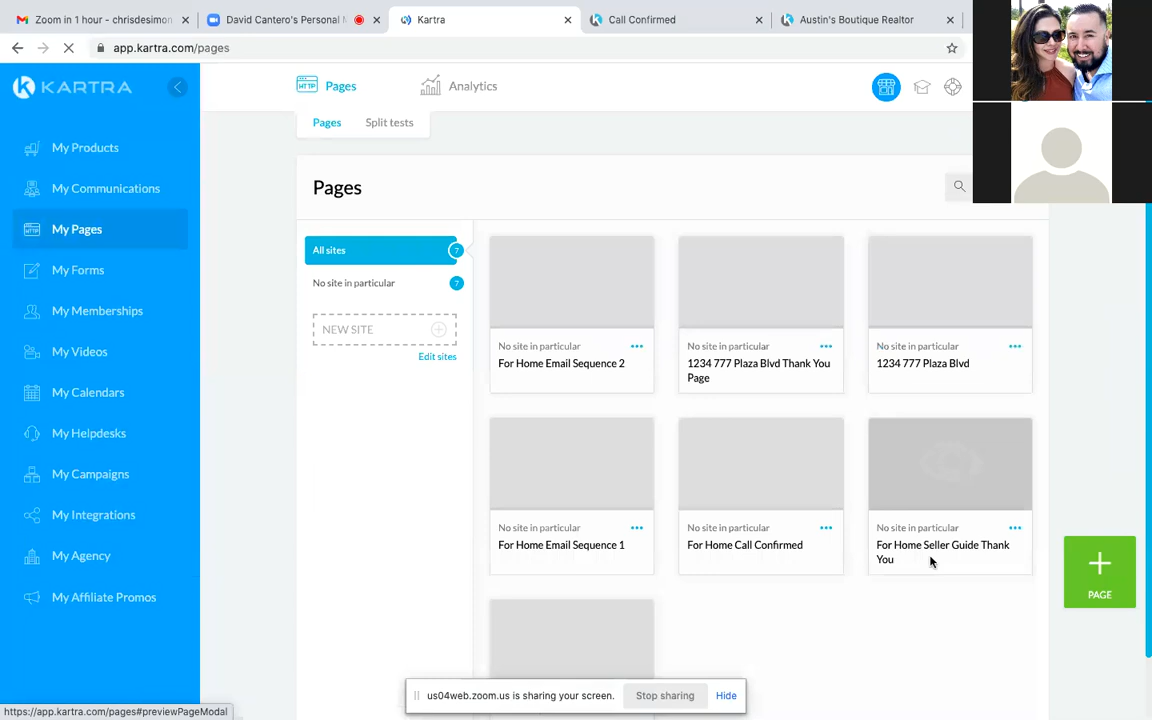 Zoom in 1 hour - chrisdesimon
David Cantero's Personal M
Kartra
Call Confirmed
Austin's Boutique Realtor
app.kartra.com/pages
KARTRA
Pages
Analytics
Pages
Split tests
My Products
My Communications
My Pages
My Forms
My Memberships
My Videos
My Calendars
My Helpdesks
My Campaigns
My Integrations
My Agency
My Affiliate Promos
Pages
All sites
7
No site in particular
7
NEW SITE
Edit sites
No site in particular
For Home Email Sequence 2
No site in particular
1234 777 Plaza Blvd Thank You
Page
No site in particular
1234 777 Plaza Blvd
No site in particular
For Home Email Sequence 1
No site in particular
For Home Call Confirmed
No site in particular
For Home Seller Guide Thank
You
PAGE
us04web.zoom.us is sharing your screen.
Stop sharing
Hide
https://app.kartra.com/pages#previewPageModal